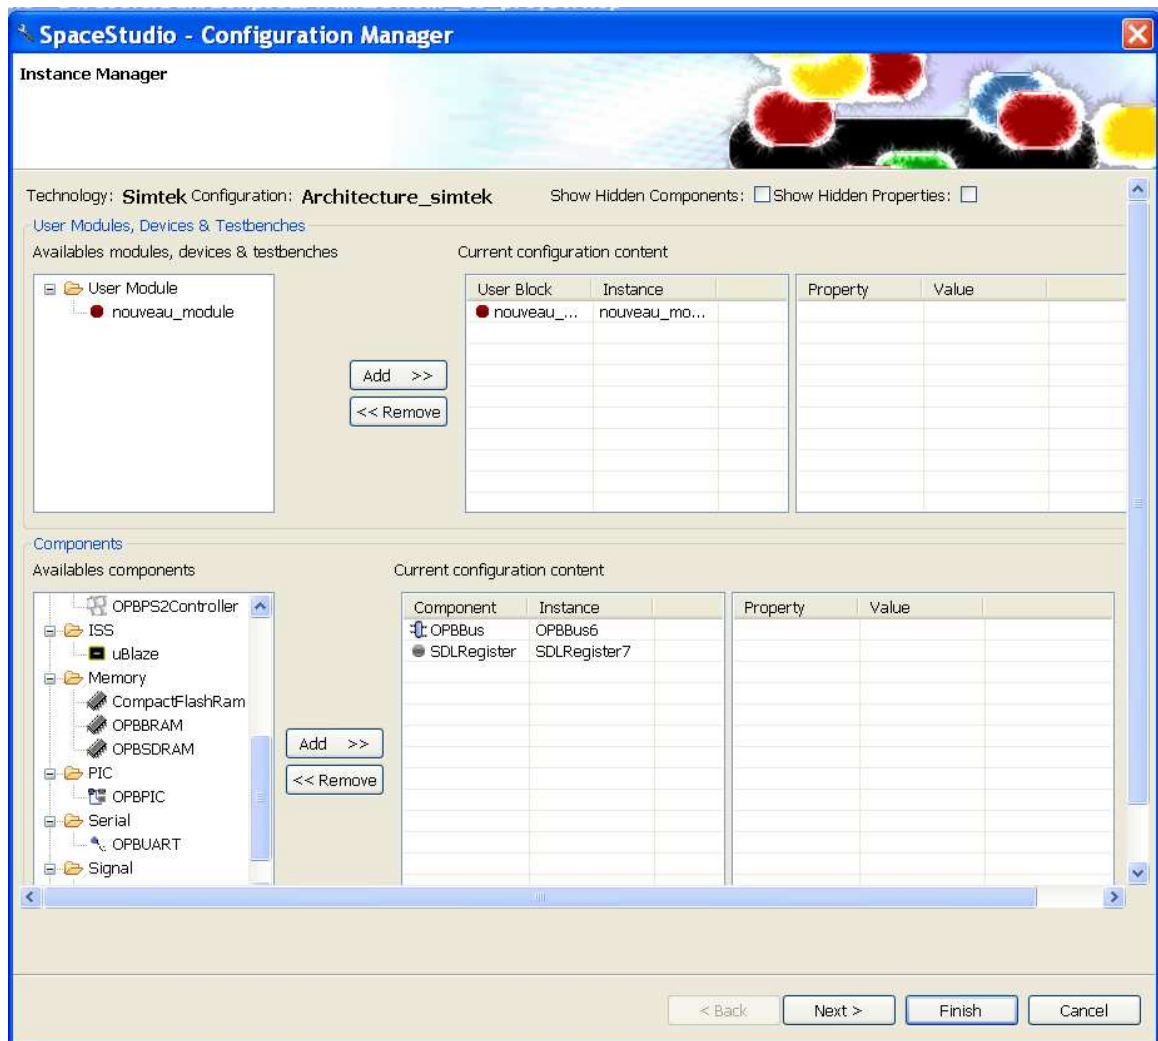 SpaceStudio - Configuration Manager
Instance Manager
Technology: Simtek Configuration: Architecture_simtek Show Hidden Components: Show Hidden Properties:
User Modules, Devices & Testbenches
Availables modules, devices & testbenches Current configuration content
User Module
nouveau_module
User Block Instance Property Value
nouveau_... nouveau_mo...
Add >>
<< Remove
Components
Availables components Current configuration content
OPBPS2Controller
ISS
uBlaze
Memory
CompactFlashRam
OPBBRAM
OPBSDRAM
PIC
OPBPIC
Serial
OPBUART
Signal
Add >>
<< Remove
Component Instance Property Value
OPBBus OPBBus6
SDLRegister SDLRegister7
< Back Next > Finish Cancel